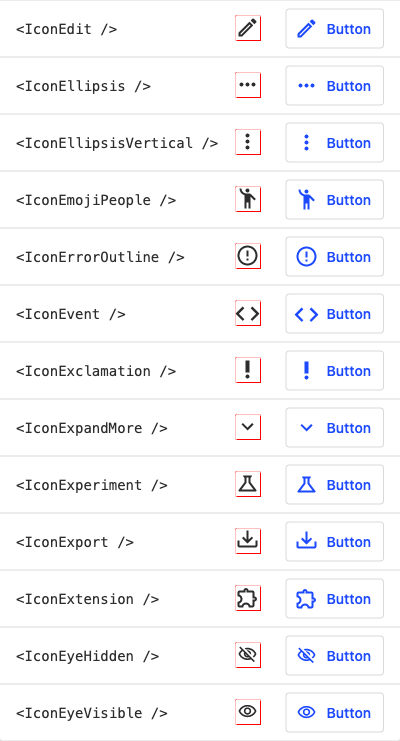 <IconEdit /> Button
<IconEllipsis /> Button
<IconEllipsisVertical /> Button
<IconEmojiPeople /> Button
<IconErrorOutline /> Button
<IconEvent /> Button
<IconExclamation /> Button
<IconExpandMore /> Button
<IconExperiment /> Button
<IconExport /> Button
<IconExtension /> Button
<IconEyeHidden /> Button
<IconEyeVisible /> Button